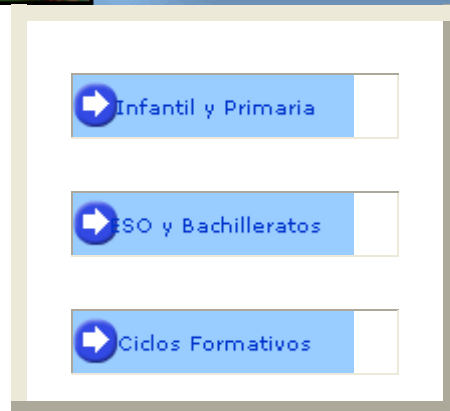 Infantil y Primaria
ESO y Bachilleratos
Ciclos Formativos